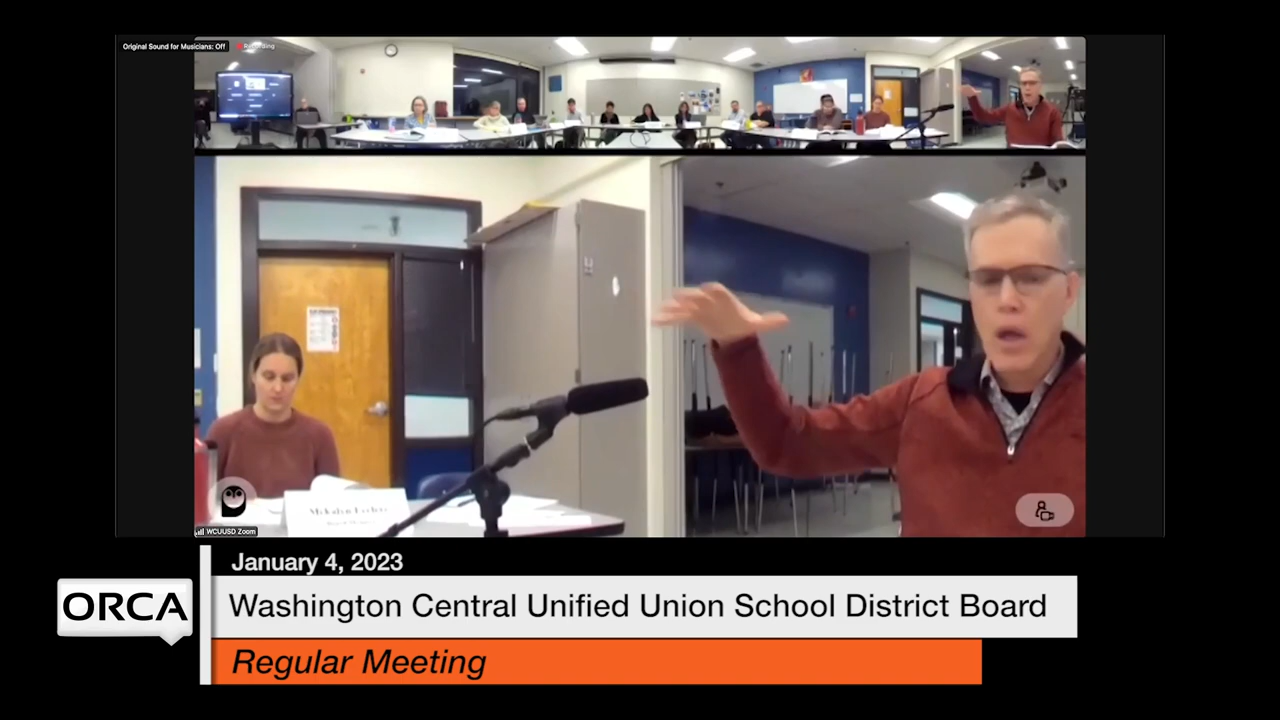 Original Sound for Musicians: Off
Recording
WCUUSD Zoom
January 4, 2023
ORCA
Washington Central Unified Union School District Board
Regular Meeting